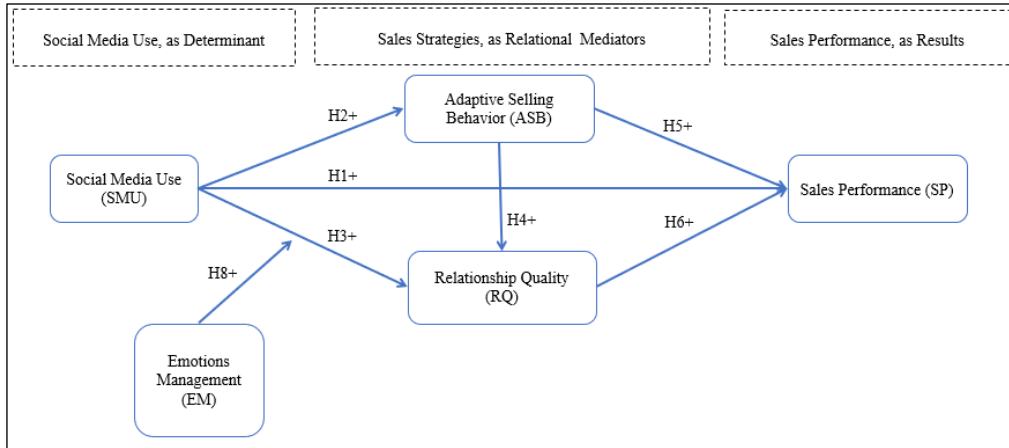 Social Media Use, as Determinant
Sales Strategies, as Relational Mediators
Sales Performance, as Results
Adaptive Selling
Behavior (ASB)
H2+
H5+
Social Media Use
(SMU)
H1+
Sales Performance (SP)
H4+
H3+
H6+
H8+
Relationship Quality
(RQ)
Emotions
Management
(EM)